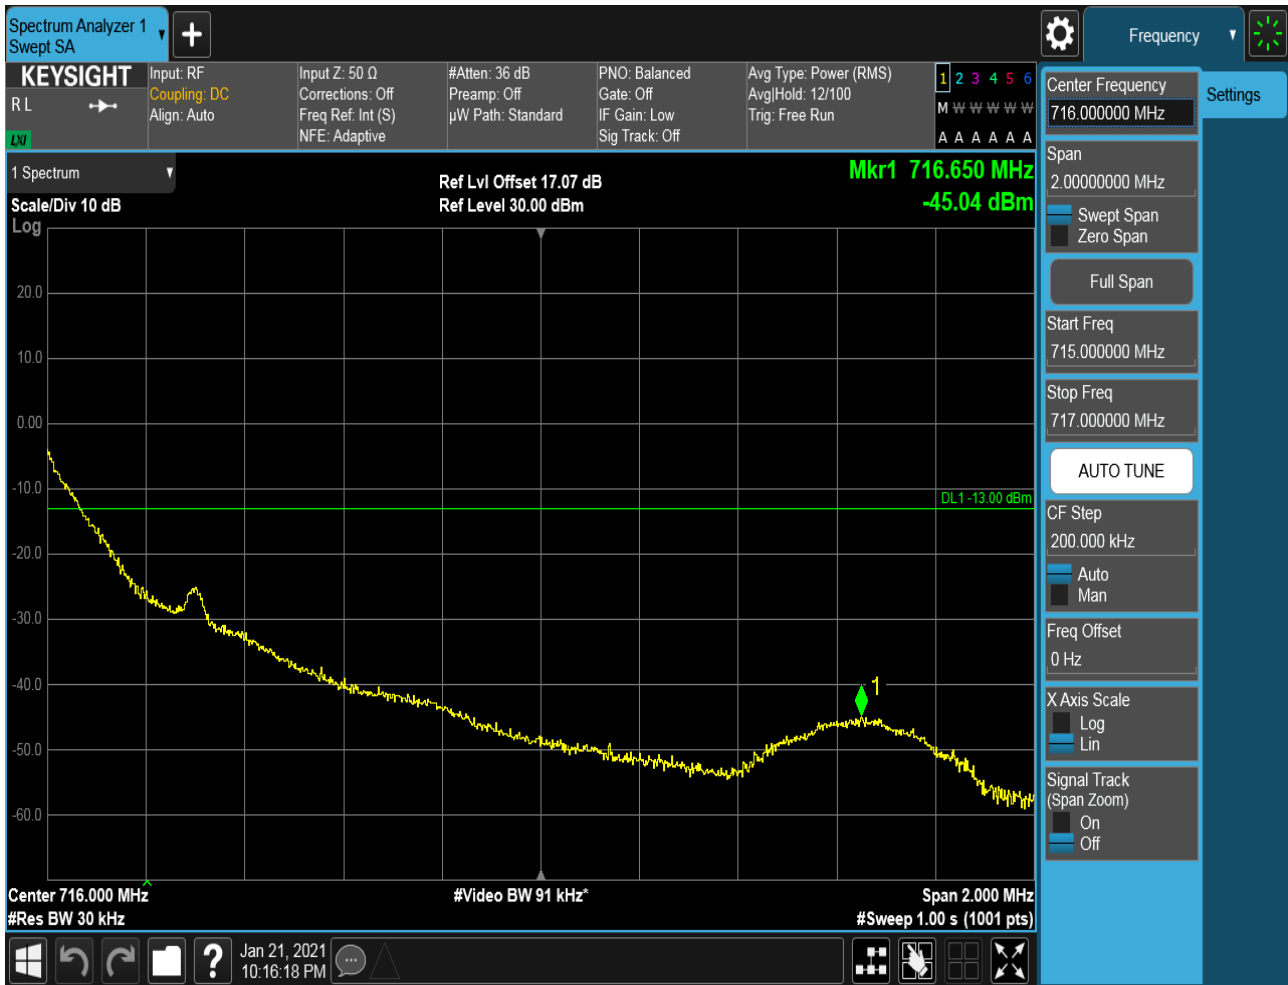 Spectrum Analyzer 1
Swept SA
+
Frequency
KEYSIGHT
R L
LXI
Input: RF
Coupling: DC
Align: Auto
Input Z: 50 Ω
Corrections: Off
Freq Ref: Int (S)
NFE: Adaptive
#Atten: 36 dB
Preamp: Off
µW Path: Standard
PNO: Balanced
Gate: Off
IF Gain: Low
Sig Track: Off
Avg Type: Power (RMS)
Avg|Hold: 12/100
Trig: Free Run
1 2 3 4 5 6
M W W W W W
A A A A A A
1 Spectrum
Scale/Div 10 dB
Log
Ref Lvl Offset 17.07 dB
Ref Level 30.00 dBm
Mkr1 716.650 MHz
-45.04 dBm
20.0
10.0
0.00
-10.0
DL1 -13.00 dBm
-20.0
-30.0
-40.0
1
-50.0
-60.0
Center 716.000 MHz
#Res BW 30 kHz
#Video BW 91 kHz*
Span 2.000 MHz
#Sweep 1.00 s (1001 pts)
Center Frequency
716.000000 MHz
Settings
Span
2.00000000 MHz
Swept Span
Zero Span
Full Span
Start Freq
715.000000 MHz
Stop Freq
717.000000 MHz
AUTO TUNE
CF Step
200.000 kHz
Auto
Man
Freq Offset
0 Hz
X Axis Scale
Log
Lin
Signal Track
(Span Zoom)
On
Off
?
Jan 21, 2021
10:16:18 PM